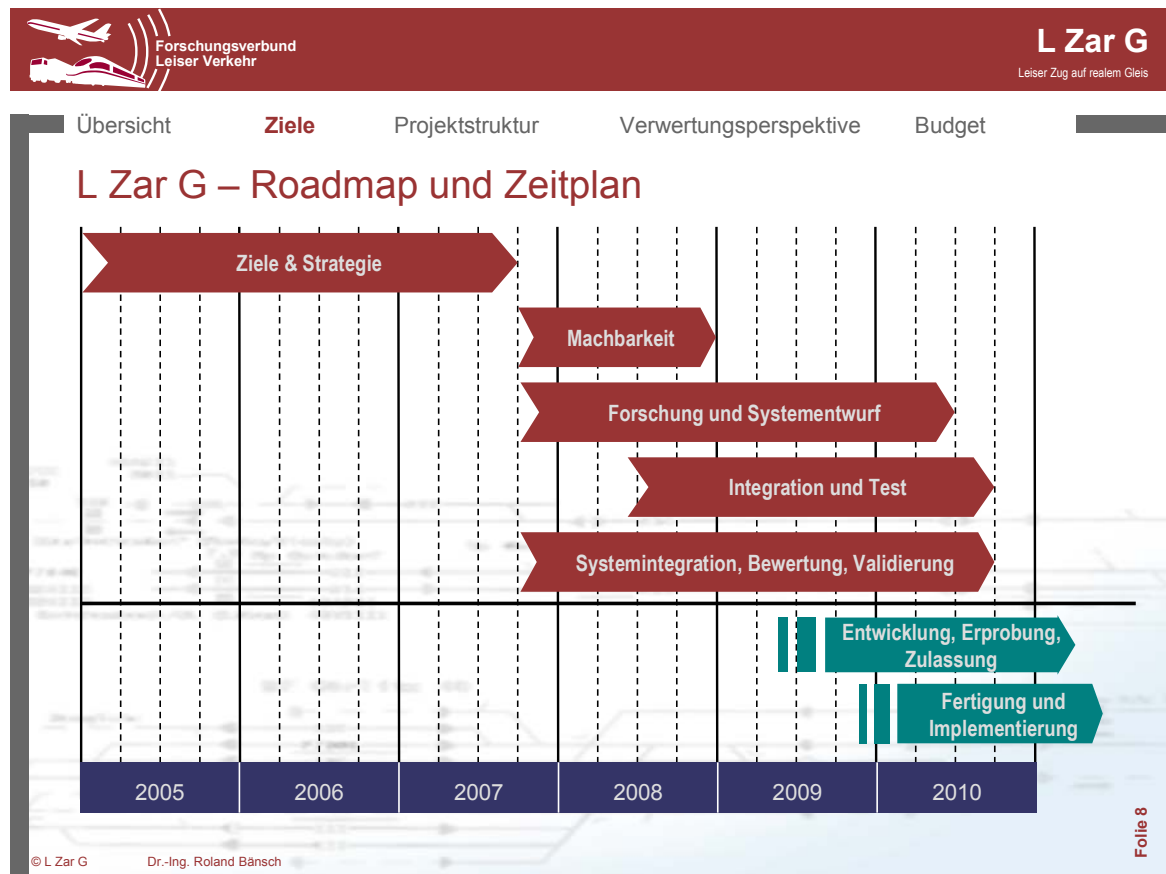 Forschungsverbund
Leiser Verkehr
L Zar G
Leiser Zug auf realem Gleis
Übersicht Ziele Projektstruktur Verwertungsperspektive Budget
L Zar G – Roadmap und Zeitplan
Ziele & Strategie
Machbarkeit
Forschung und Systementwurf
Integration und Test
Systemintegration, Bewertung, Validierung
Entwicklung, Erprobung,
Zulassung
Fertigung und
Implementierung
2005 2006 2007 2008 2009 2010
Folie 8
© L Zar G Dr.-Ing. Roland Bänsch